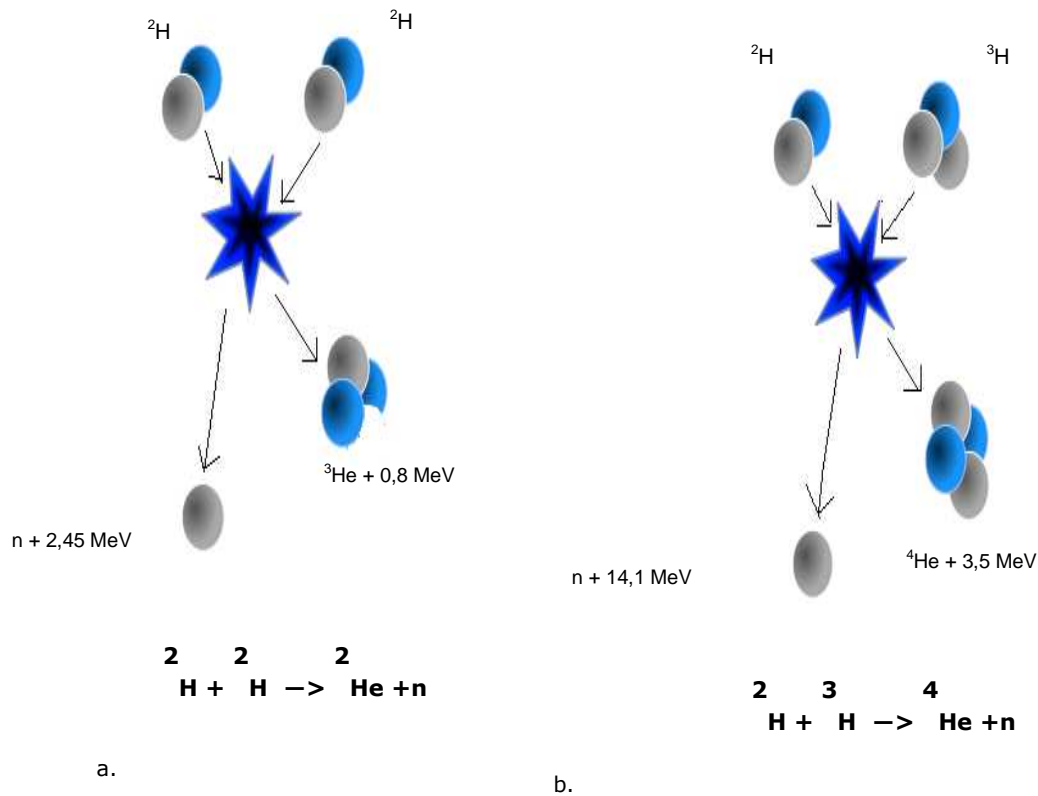 ²H ²H
³He + 0,8 MeV
n + 2,45 MeV
2 2 2
H + H —> He +n
a.
²H ³H
⁴He + 3,5 MeV
n + 14,1 MeV
2 3 4
H + H —> He +n
b.